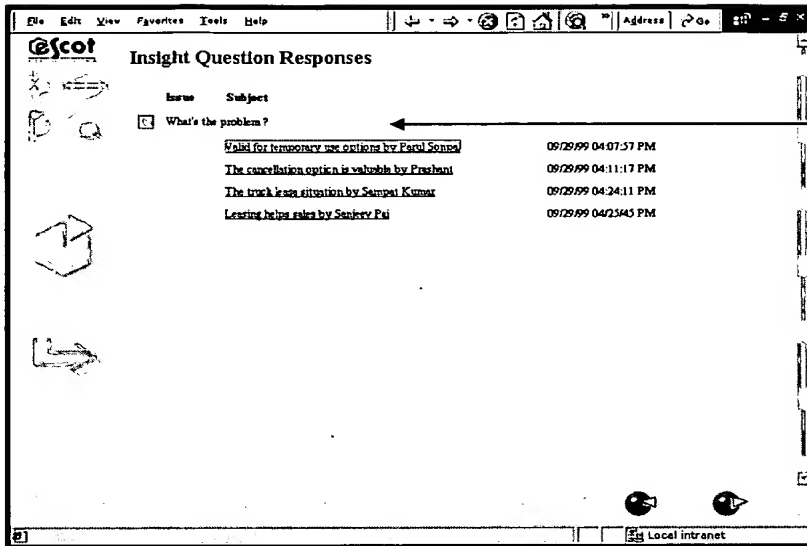 File Edit View Favorites Tools Help » Address Go
eScot
Insight Question Responses
Issue Subject
What's the problem?
Valid for temporary use options by Parul Sonpal 09/29/99 04:07:57 PM
The cancellation option is valuable by Prashant 09/29/99 04:11:17 PM
The truck lease situation by Sampat Kumar 09/29/99 04:24:11 PM
Leasing helps sales by Sanjeev Pai 09/29/99 04/25/45 PM
Local intranet